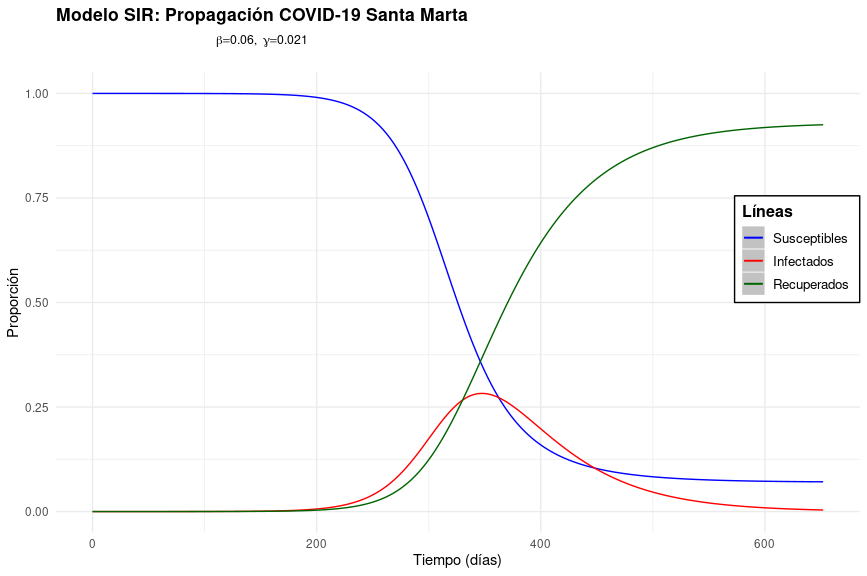 Modelo SIR: Propagación COVID-19 Santa Marta
β=0.06, γ=0.021
1.00
0.75
0.50
0.25
0.00
Proporción
0 200 400 600
Tiempo (días)
Líneas
Susceptibles
Infectados
Recuperados